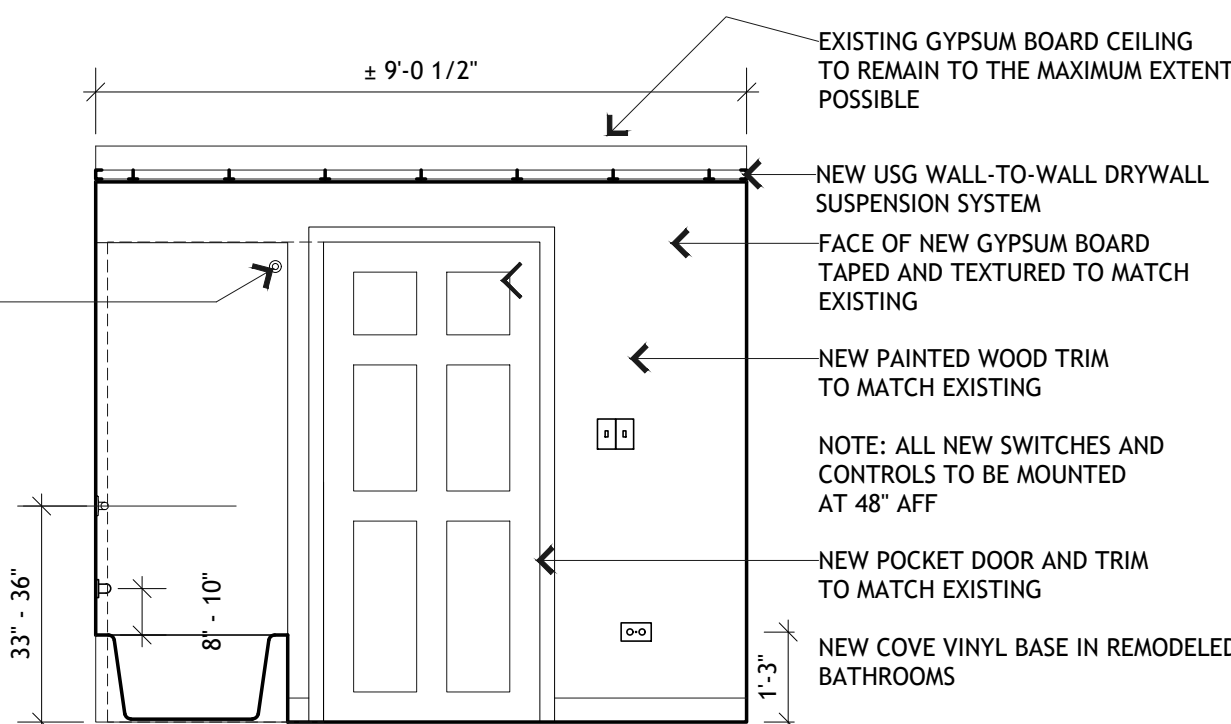 ± 9'-0 1/2"
EXISTING GYPSUM BOARD CEILING
TO REMAIN TO THE MAXIMUM EXTENT
POSSIBLE
NEW USG WALL-TO-WALL DRYWALL
SUSPENSION SYSTEM
FACE OF NEW GYPSUM BOARD
TAPED AND TEXTURED TO MATCH
EXISTING
NEW PAINTED WOOD TRIM
TO MATCH EXISTING
NOTE: ALL NEW SWITCHES AND
CONTROLS TO BE MOUNTED
AT 48" AFF
NEW POCKET DOOR AND TRIM
TO MATCH EXISTING
NEW COVE VINYL BASE IN REMODELED
BATHROOMS
33" - 36"
8" - 10"
1'-3"